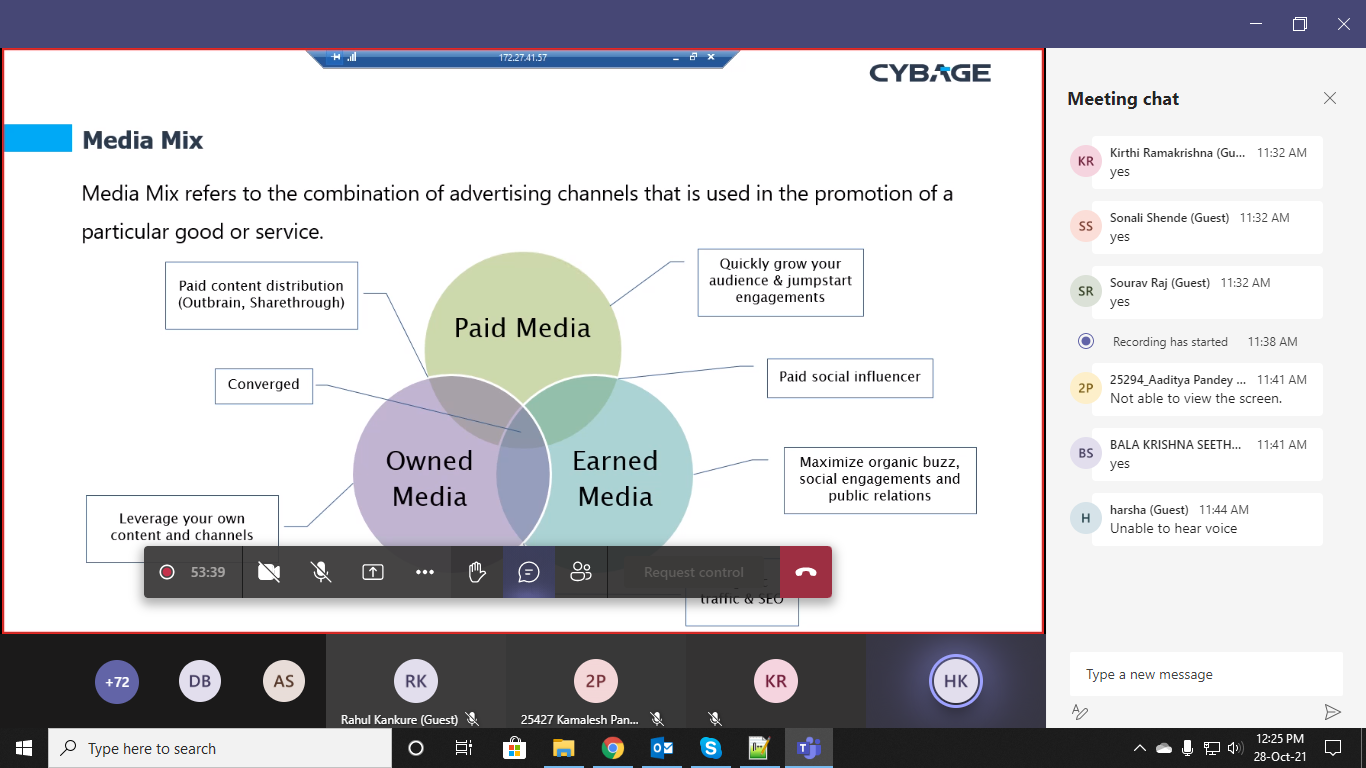 172.27.41.57
CYBAGE
Media Mix
Media Mix refers to the combination of advertising channels that is used in the promotion of a
particular good or service.
Paid content distribution
(Outbrain, Sharethrough)
Quickly grow your
audience & jumpstart
engagements
Paid Media
Converged
Paid social influencer
Owned
Media
Earned
Media
Maximize organic buzz,
social engagements and
public relations
Leverage your own
content and channels
traffic & SEO
53:39
Request control
+72
DB
AS
RK
Rahul Kankure (Guest)
2P
25427 Kamalesh Pan...
KR
HK
Meeting chat
KR
Kirthi Ramakrishna (Gu... 11:32 AM
yes
SS
Sonali Shende (Guest) 11:32 AM
yes
SR
Sourav Raj (Guest) 11:32 AM
yes
Recording has started 11:38 AM
2P
25294_Aaditya Pandey ... 11:41 AM
Not able to view the screen.
BS
BALA KRISHNA SEETH... 11:41 AM
yes
H
harsha (Guest) 11:44 AM
Unable to hear voice
Type a new message
Type here to search
12:25 PM
28-Oct-21